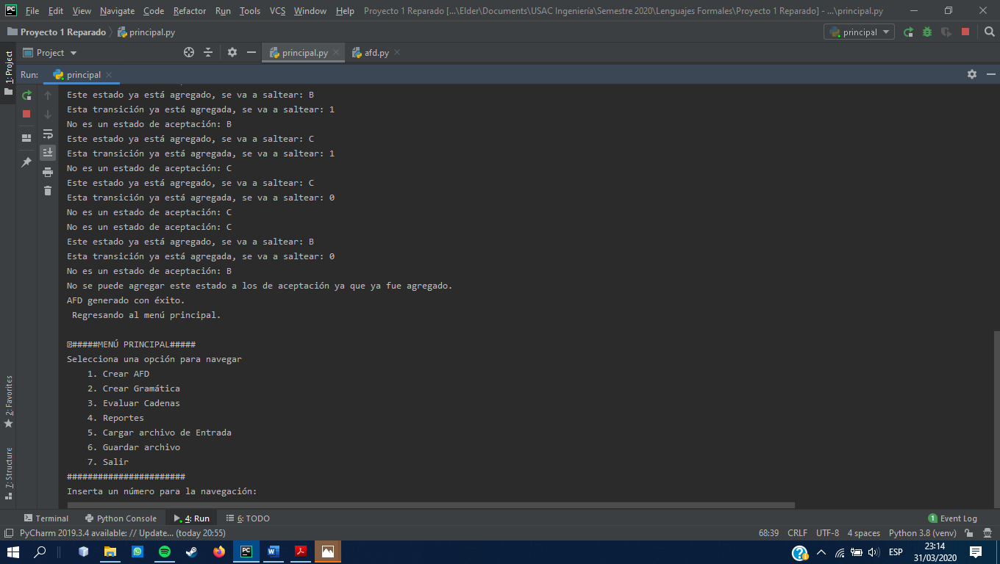 File Edit View Navigate Code Refactor Run Tools VCS Window Help Proyecto 1 Reparado [...\Elder\Documents\USAC Ingeniería\Semestre 2020\Lenguajes Formales\Proyecto 1 Reparado] - ...\principal.py
Proyecto 1 Reparado principal.py principal
Project principal.py afd.py
1: Project
Run: principal
Este estado ya está agregado, se va a saltear: B
Esta transición ya está agregada, se va a saltear: 1
No es un estado de aceptación: B
Este estado ya está agregado, se va a saltear: C
Esta transición ya está agregada, se va a saltear: 1
No es un estado de aceptación: C
Este estado ya está agregado, se va a saltear: C
Esta transición ya está agregada, se va a saltear: 0
No es un estado de aceptación: C
No es un estado de aceptación: C
Este estado ya está agregado, se va a saltear: B
Esta transición ya está agregada, se va a saltear: 0
No es un estado de aceptación: B
No se puede agregar este estado a los de aceptación ya que ya fue agregado.
AFD generado con éxito.
Regresando al menú principal.
#####MENÚ PRINCIPAL#####
Selecciona una opción para navegar
1. Crear AFD
2. Crear Gramática
3. Evaluar Cadenas
4. Reportes
5. Cargar archivo de Entrada
6. Guardar archivo
7. Salir
#######################
Inserta un número para la navegación:
2: Favorites
7: Structure
Terminal Python Console 4: Run 6: TODO 1 Event Log
PyCharm 2019.3.4 available: // Update... (today 20:55) 68:39 CRLF UTF-8 4 spaces Python 3.8 (venv)
ESP 23:14
31/03/2020